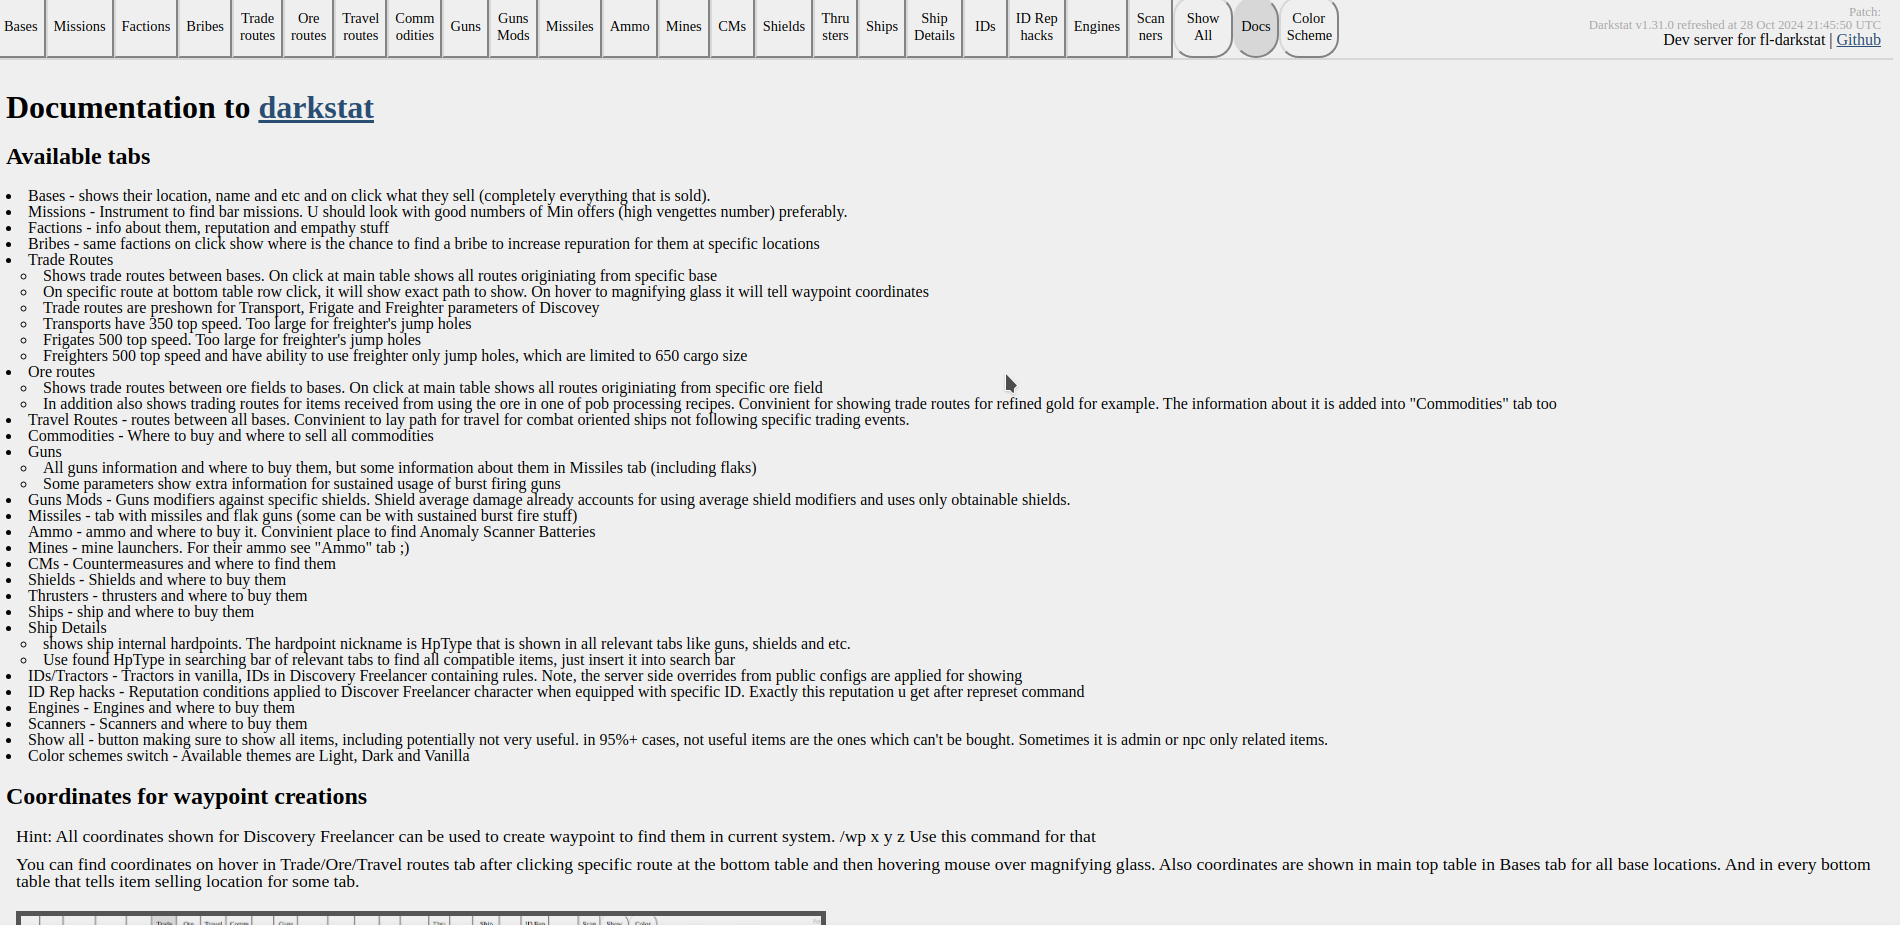 Bases Missions Factions Bribes Trade routes Ore routes Travel routes Comm odities Guns Guns Mods Missiles Ammo Mines CMs Shields Thru sters Ships Ship Details IDs ID Rep hacks Engines Scan ners Show All Docs Color Scheme
Patch:
Darkstat v1.31.0 refreshed at 28 Oct 2024 21:45:50 UTC
Dev server for fl-darkstat | Github
Documentation to darkstat
Available tabs
Bases - shows their location, name and etc and on click what they sell (completely everything that is sold).
Missions - Instrument to find bar missions. U should look with good numbers of Min offers (high vengettes number) preferably.
Factions - info about them, reputation and empathy stuff
Bribes - same factions on click show where is the chance to find a bribe to increase repuration for them at specific locations
Trade Routes
Shows trade routes between bases. On click at main table shows all routes originiating from specific base
On specific route at bottom table row click, it will show exact path to show. On hover to magnifying glass it will tell waypoint coordinates
Trade routes are preshown for Transport, Frigate and Freighter parameters of Discovey
Transports have 350 top speed. Too large for freighter's jump holes
Frigates 500 top speed. Too large for freighter's jump holes
Freighters 500 top speed and have ability to use freighter only jump holes, which are limited to 650 cargo size
Ore routes
Shows trade routes between ore fields to bases. On click at main table shows all routes originiating from specific ore field
In addition also shows trading routes for items received from using the ore in one of pob processing recipes. Convinient for showing trade routes for refined gold for example. The information about it is added into "Commodities" tab too
Travel Routes - routes between all bases. Convinient to lay path for travel for combat oriented ships not following specific trading events.
Commodities - Where to buy and where to sell all commodities
Guns
All guns information and where to buy them, but some information about them in Missiles tab (including flaks)
Some parameters show extra information for sustained usage of burst firing guns
Guns Mods - Guns modifiers against specific shields. Shield average damage already accounts for using average shield modifiers and uses only obtainable shields.
Missiles - tab with missiles and flak guns (some can be with sustained burst fire stuff)
Ammo - ammo and where to buy it. Convinient place to find Anomaly Scanner Batteries
Mines - mine launchers. For their ammo see "Ammo" tab ;)
CMs - Countermeasures and where to find them
Shields - Shields and where to buy them
Thrusters - thrusters and where to buy them
Ships - ship and where to buy them
Ship Details
shows ship internal hardpoints. The hardpoint nickname is HpType that is shown in all relevant tabs like guns, shields and etc.
Use found HpType in searching bar of relevant tabs to find all compatible items, just insert it into search bar
IDs/Tractors - Tractors in vanilla, IDs in Discovery Freelancer containing rules. Note, the server side overrides from public configs are applied for showing
ID Rep hacks - Reputation conditions applied to Discover Freelancer character when equipped with specific ID. Exactly this reputation u get after represet command
Engines - Engines and where to buy them
Scanners - Scanners and where to buy them
Show all - button making sure to show all items, including potentially not very useful. in 95%+ cases, not useful items are the ones which can't be bought. Sometimes it is admin or npc only related items.
Color schemes switch - Available themes are Light, Dark and Vanilla
Coordinates for waypoint creations
Hint: All coordinates shown for Discovery Freelancer can be used to create waypoint to find them in current system. /wp x y z Use this command for that
You can find coordinates on hover in Trade/Ore/Travel routes tab after clicking specific route at the bottom table and then hovering mouse over magnifying glass. Also coordinates are shown in main top table in Bases tab for all base locations. And in every bottom
table that tells item selling location for some tab.
Trade Ore Travel Comm Guns Thru Ship ID Rep Scan Show Color